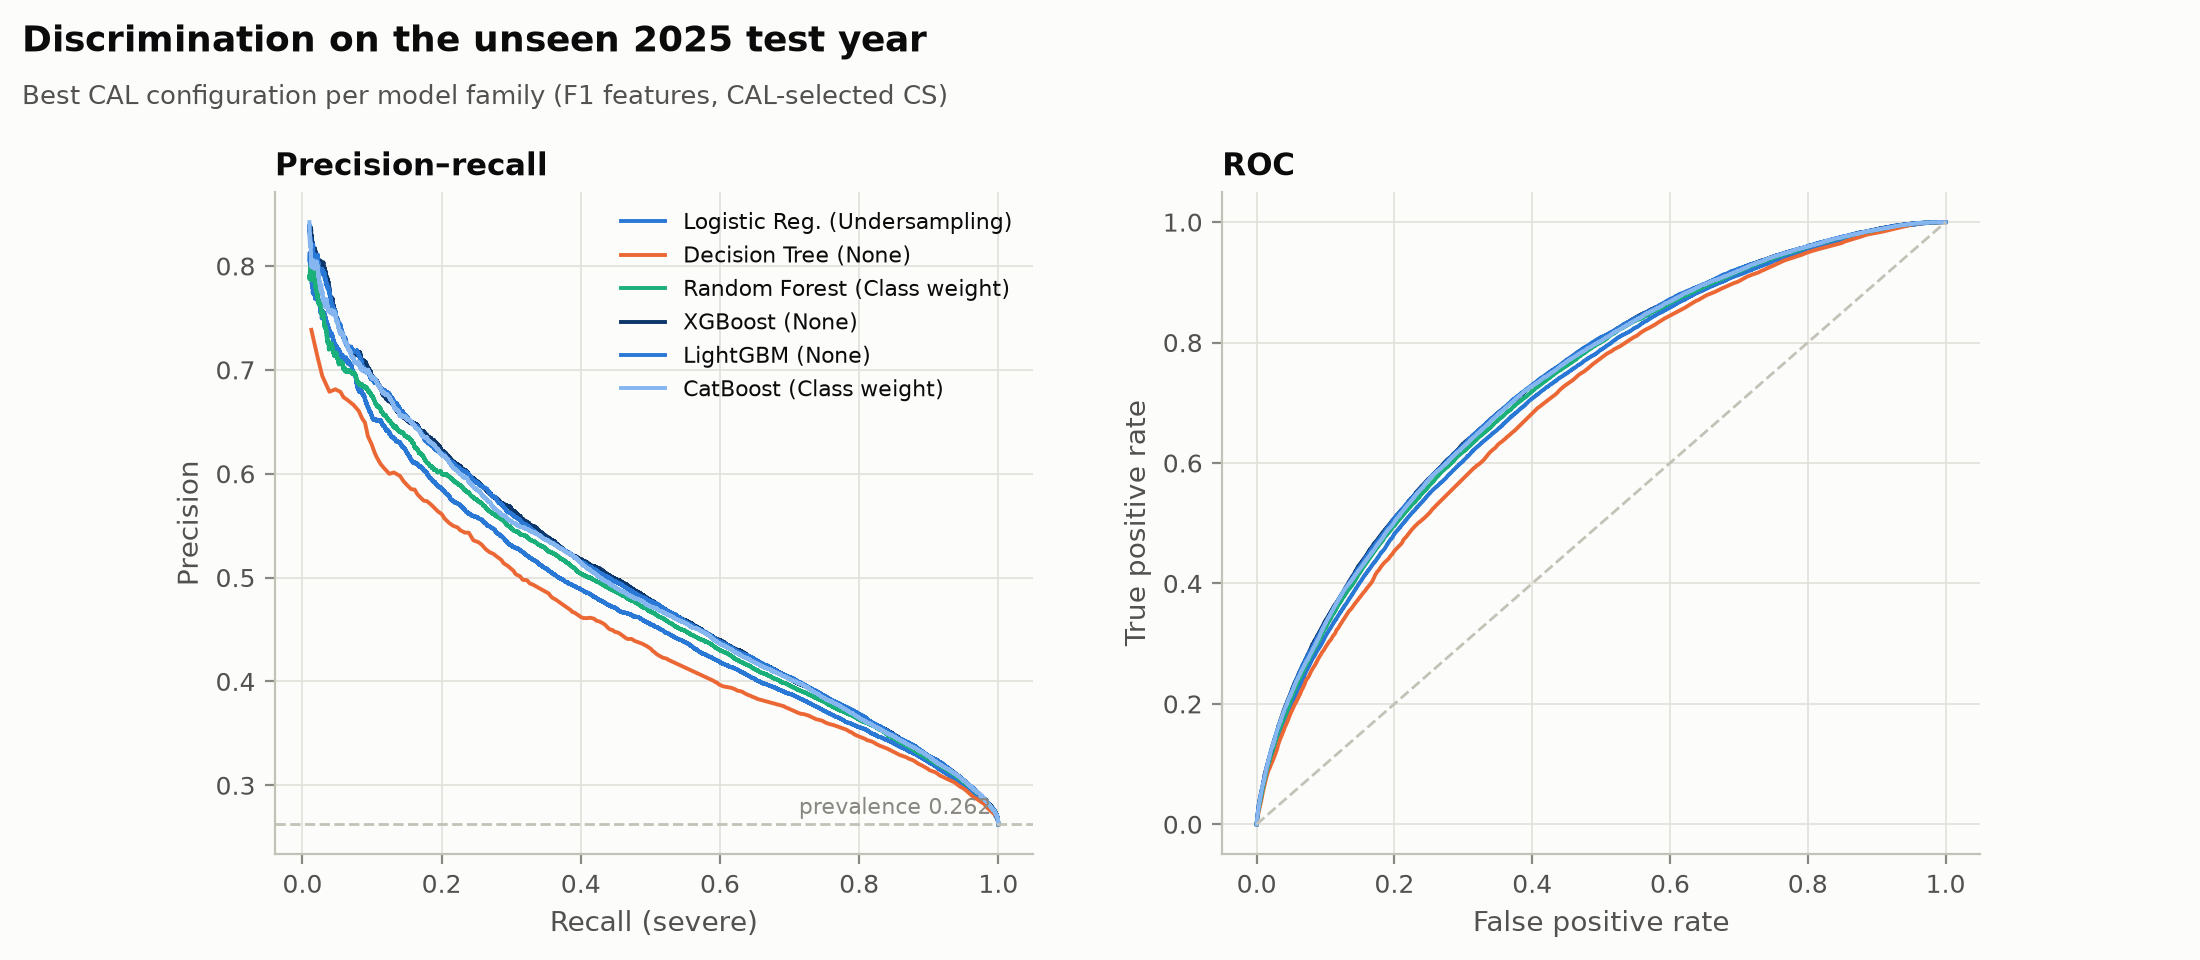 Discrimination on the unseen 2025 test year
Best CAL configuration per model family (F1 features, CAL-selected CS)
Precision–recall
Logistic Reg. (Undersampling)
Decision Tree (None)
Random Forest (Class weight)
XGBoost (None)
LightGBM (None)
CatBoost (Class weight)
0.8
0.7
0.6
0.5
0.4
0.3
Precision
prevalence 0.262
0.0 0.2 0.4 0.6 0.8 1.0
Recall (severe)
ROC
1.0
0.8
0.6
0.4
0.2
0.0
True positive rate
0.0 0.2 0.4 0.6 0.8 1.0
False positive rate